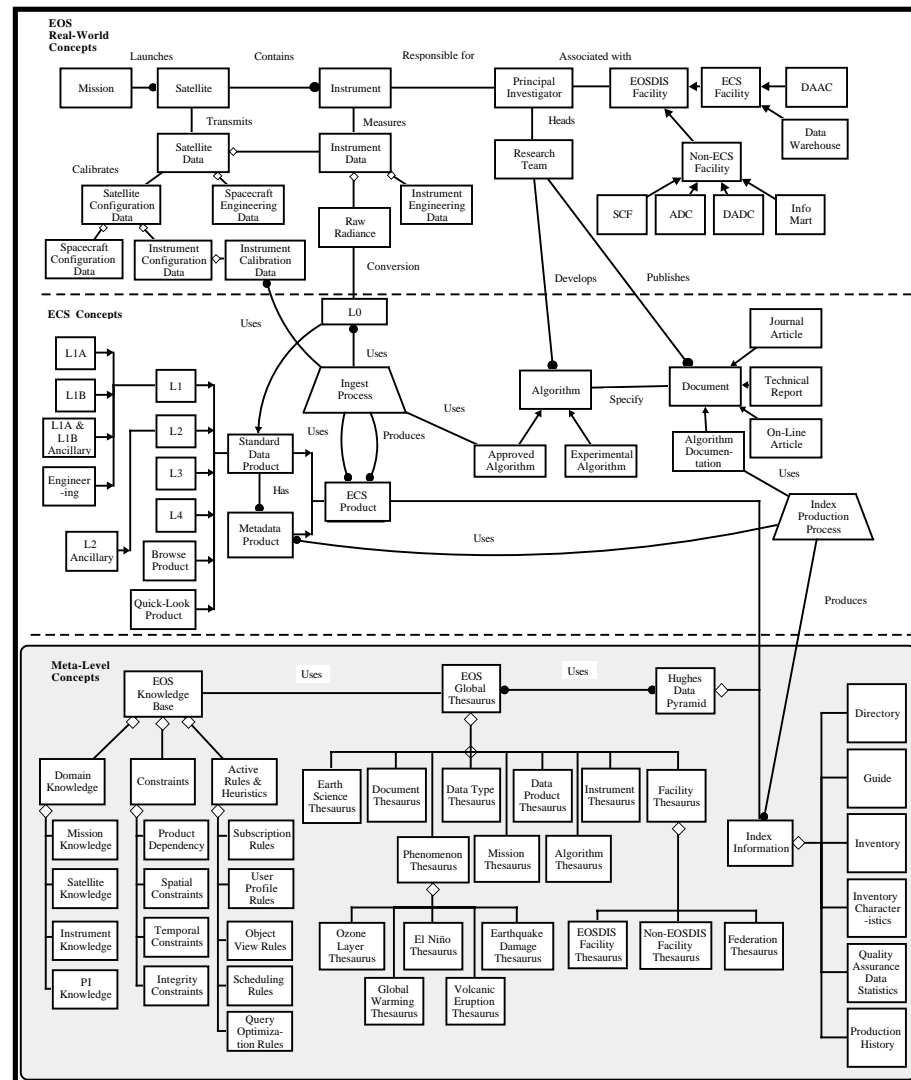 EOS
Real-World
Concepts
Launches
Contains
Responsible for
Associated with
Mission
Satellite
Instrument
Principal
Investigator
EOSDIS
Facility
ECS
Facility
DAAC
Transmits
Measures
Heads
Data
Warehouse
Satellite
Data
Instrument
Data
Research
Team
Non-ECS
Facility
Calibrates
Satellite
Configuration
Data
Spacecraft
Engineering
Data
Raw
Radiance
Instrument
Engineering
Data
SCF
ADC
DADC
Info
Mart
Spacecraft
Configuration
Data
Instrument
Configuration
Data
Instrument
Calibration
Data
Conversion
Develops
Publishes
ECS Concepts
Uses
L0
Uses
Journal
Article
L1A
L1B
L1A &
L1B
Ancillary
Engineer-
ing
L2
Ancillary
L1
L2
L3
L4
Browse
Product
Quick-Look
Product
Ingest
Process
Algorithm
Specify
Document
Technical
Report
On-Line
Article
Uses
Produces
Uses
Standard
Data
Product
Approved
Algorithm
Experimental
Algorithm
Algorithm
Documen-
tation
Uses
Has
ECS
Product
Metadata
Product
Uses
Index
Production
Process
Produces
Meta-Level
Concepts
EOS
Knowledge
Base
Uses
EOS
Global
Thesaurus
Uses
Hughes
Data
Pyramid
Directory
Guide
Inventory
Inventory
Character
-istics
Quality
Assurance
Data
Statistics
Production
History
Domain
Knowledge
Constraints
Active
Rules &
Heuristics
Earth
Science
Thesaurus
Document
Thesaurus
Data Type
Thesaurus
Data
Product
Thesaurus
Instrument
Thesaurus
Facility
Thesaurus
Index
Information
Mission
Knowledge
Product
Dependency
Subscription
Rules
Phenomenon
Thesaurus
Mission
Thesaurus
Algorithm
Thesaurus
Satellite
Knowledge
Spatial
Constraints
User
Profile
Rules
Instrument
Knowledge
Temporal
Constraints
Object
View Rules
Ozone
Layer
Thesaurus
El Niño
Thesaurus
Earthquake
Damage
Thesaurus
EOSDIS
Facility
Thesaurus
Non-EOSDIS
Facility
Thesaurus
Federation
Thesaurus
PI
Knowledge
Integrity
Constraints
Scheduling
Rules
Global
Warming
Thesaurus
Volcanic
Eruption
Thesaurus
Query
Optimiza-
tion Rules